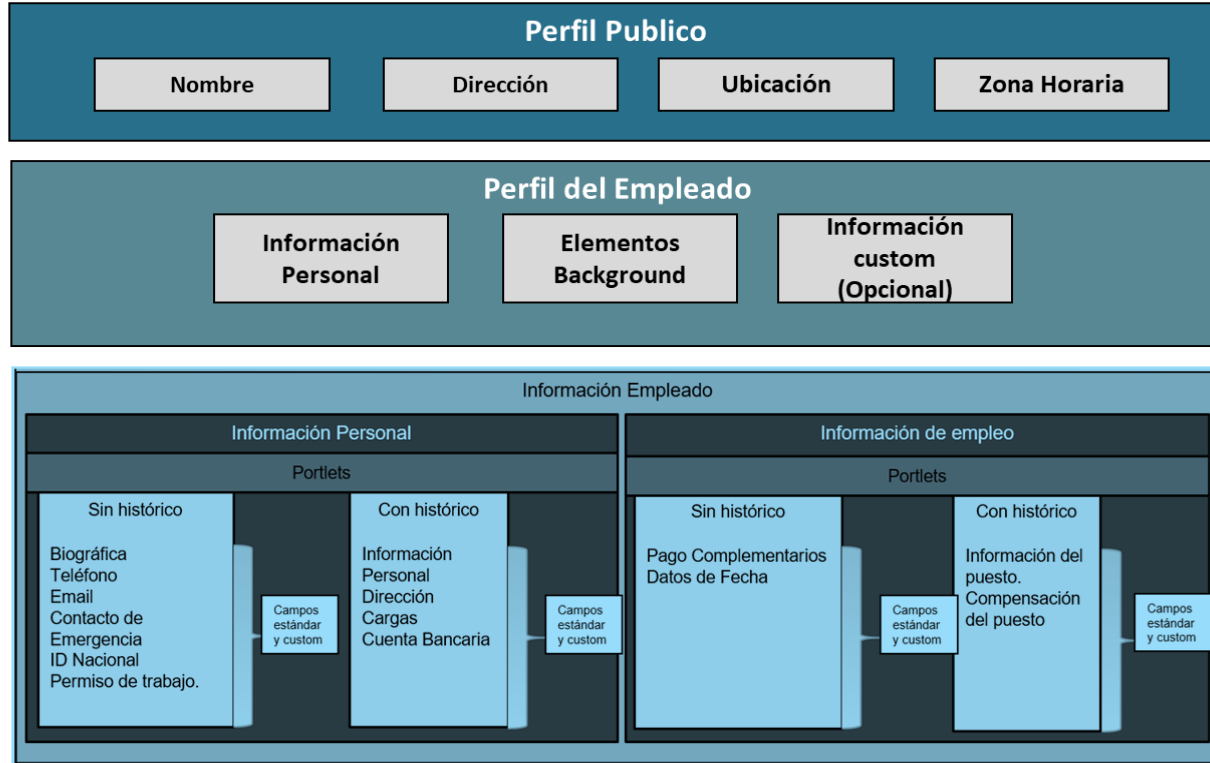 Perfil Publico
Nombre
Dirección
Ubicación
Zona Horaria
Perfil del Empleado
Información
Personal
Elementos
Background
Información
custom
(Opcional)
Información Empleado
Información Personal
Portlets
Sin histórico
Biográfica
Teléfono
Email
Contacto de
Emergencia
ID Nacional
Permiso de trabajo.
Campos
estándar
y custom
Con histórico
Información
Personal
Dirección
Cargas
Cuenta Bancaria
Campos
estándar
y custom
Información de empleo
Portlets
Sin histórico
Pago Complementarios
Datos de Fecha
Campos
estándar
y custom
Con histórico
Información del
puesto.
Compensación
del puesto
Campos
estándar
y custom